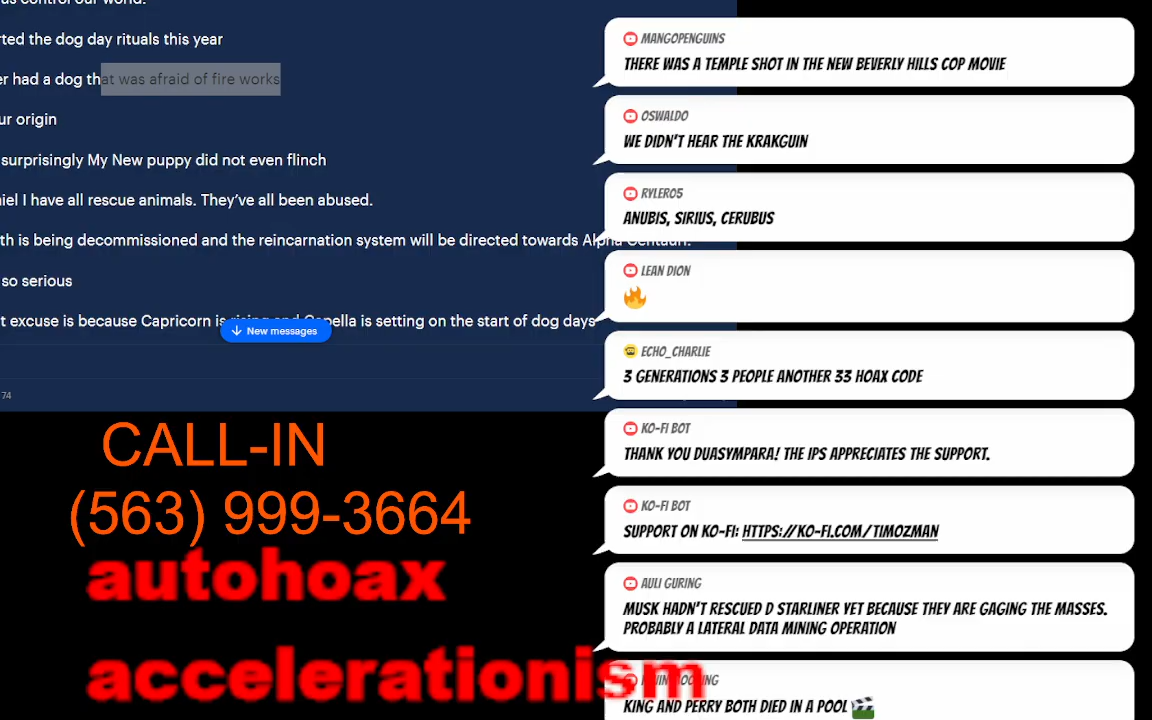 us control our world.
rted the dog day rituals this year
er had a dog that was afraid of fire works
ur origin
surprisingly My New puppy did not even flinch
niel I have all rescue animals. They've all been abused.
th is being decommissioned and the reincarnation system will be directed towards Alpha Centauri.
so serious
t excuse is because Capricorn is rising and Capella is setting on the start of dog days
New messages
74
CALL-IN
(563) 999-3664
autohoax
accelerationism
MANGOPENGUINS
THERE WAS A TEMPLE SHOT IN THE NEW BEVERLY HILLS COP MOVIE
OSWALDO
WE DIDN'T HEAR THE KRAKGUIN
RYLER05
ANUBIS, SIRIUS, CERUBUS
LEAN DION
🔥
ECHO_CHARLIE
3 GENERATIONS 3 PEOPLE ANOTHER 33 HOAX CODE
KO-FI BOT
THANK YOU DUASYMPARA! THE IPS APPRECIATES THE SUPPORT.
KO-FI BOT
SUPPORT ON KO-FI: HTTPS://KO-FI.COM/TIMOZMAN
AULI GURING
MUSK HADN'T RESCUED D STARLINER YET BECAUSE THEY ARE GAGING THE MASSES.
PROBABLY A LATERAL DATA MINING OPERATION
KING AND PERRY BOTH DIED IN A POOL 🎬